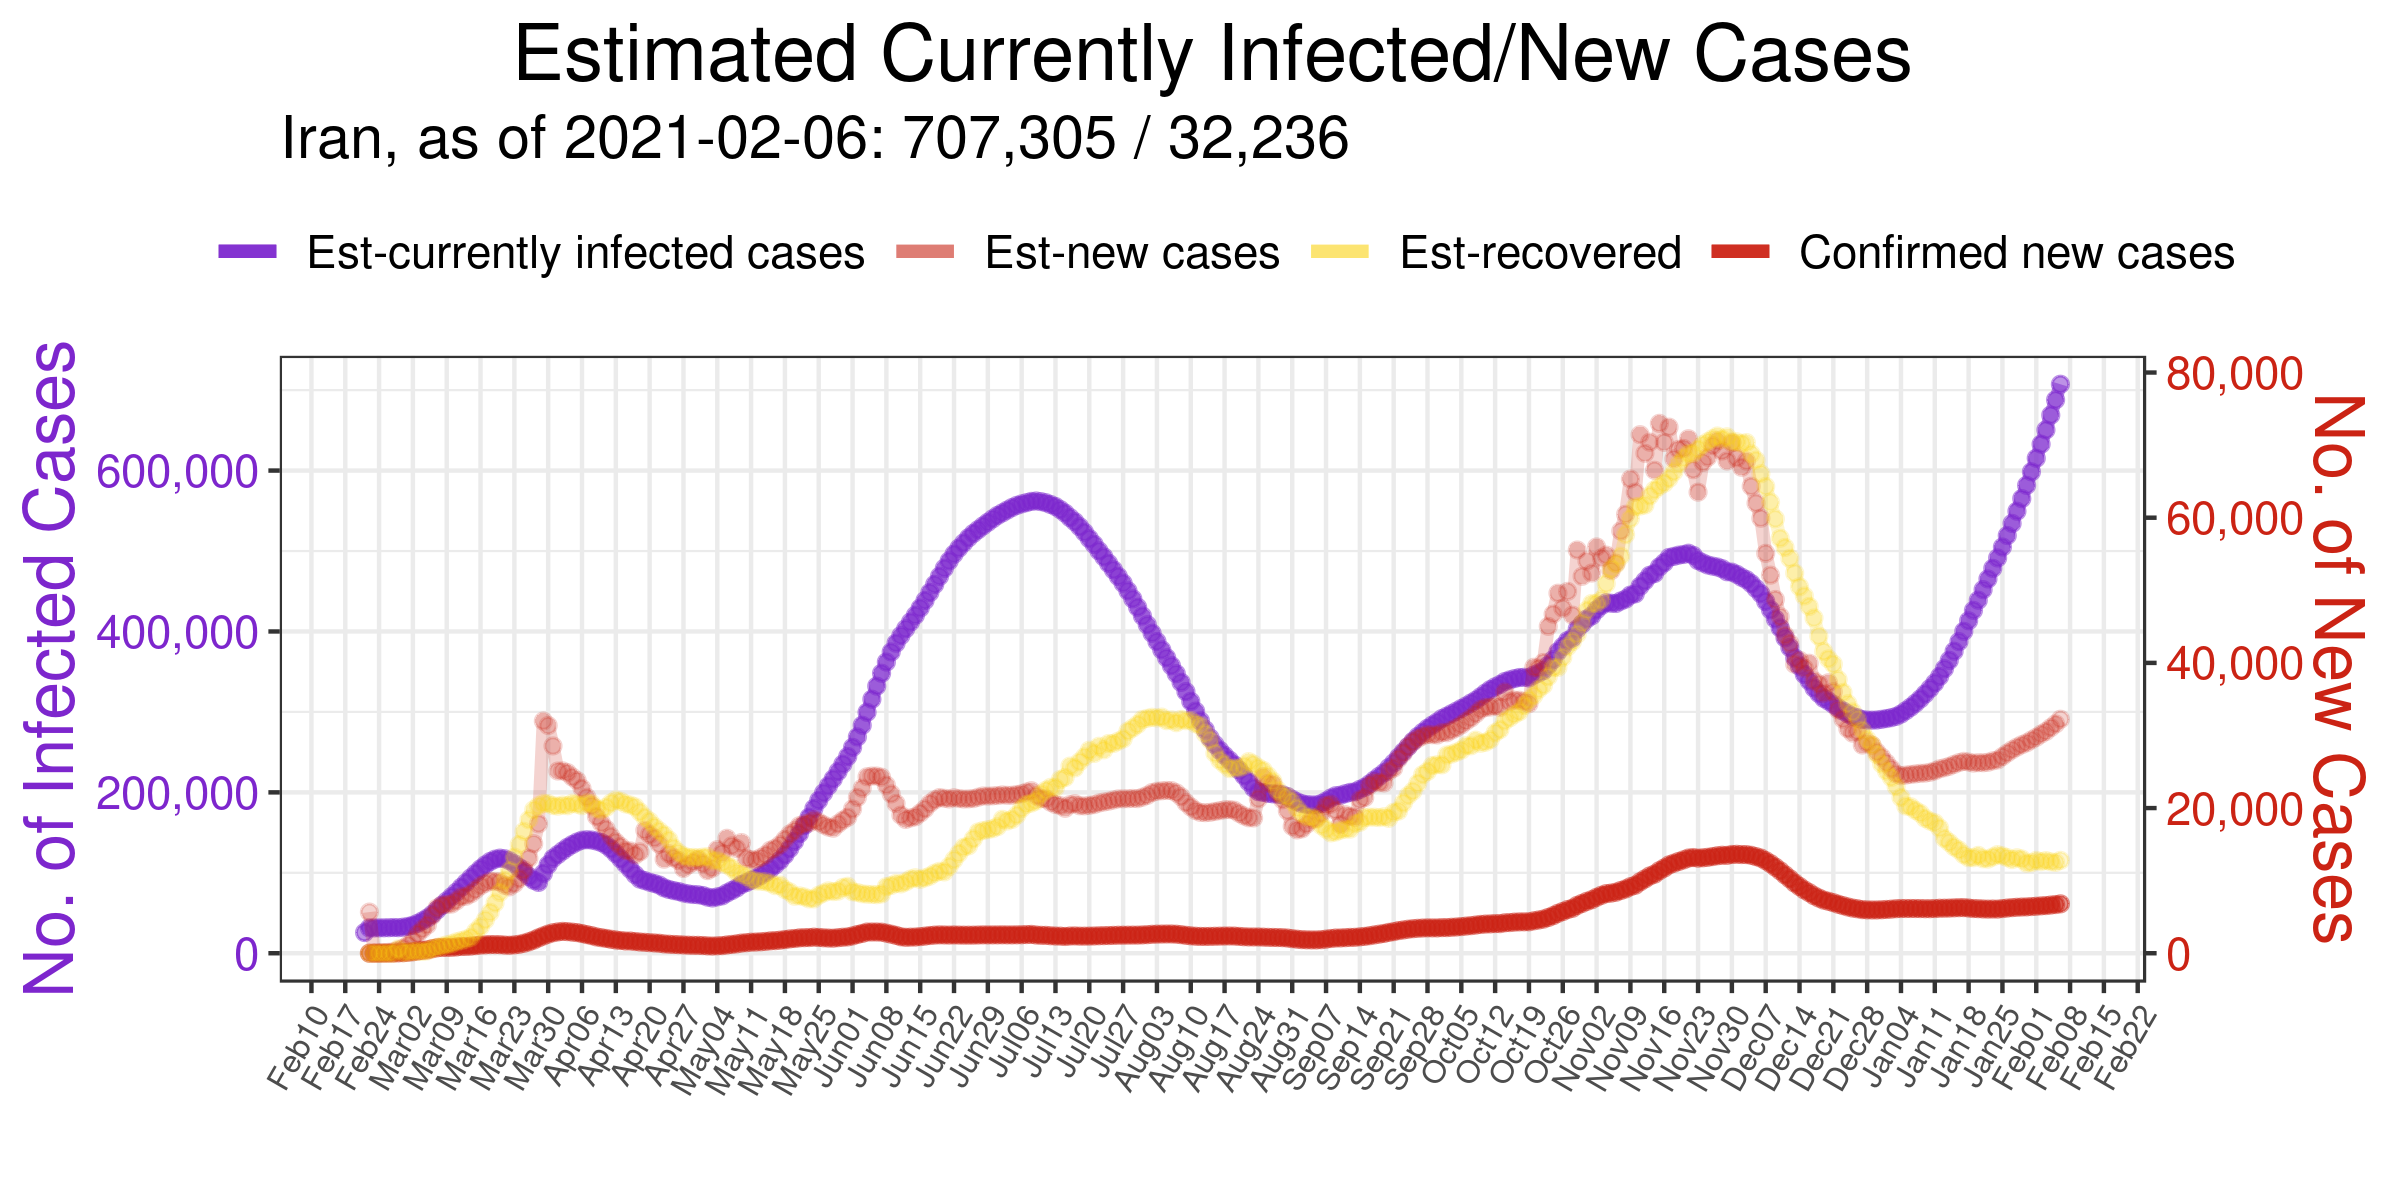 Estimated Currently Infected/New Cases
Iran, as of 2021-02-06: 707,305 / 32,236
Est-currently infected cases Est-new cases Est-recovered Confirmed new cases
No. of Infected Cases
600,000
400,000
200,000
0
80,000
60,000
40,000
20,000
0
No. of New Cases
Feb10 Feb17 Feb24 Mar02 Mar09 Mar16 Mar23 Mar30 Apr06 Apr13 Apr20 Apr27 May04 May11 May18 May25 Jun01 Jun08 Jun15 Jun22 Jun29 Jul06 Jul13 Jul20 Jul27 Aug03 Aug10 Aug17 Aug24 Aug31 Sep07 Sep14 Sep21 Sep28 Oct05 Oct12 Oct19 Oct26 Nov02 Nov09 Nov16 Nov23 Nov30 Dec07 Dec14 Dec21 Dec28 Jan04 Jan11 Jan18 Jan25 Feb01 Feb08 Feb15 Feb22